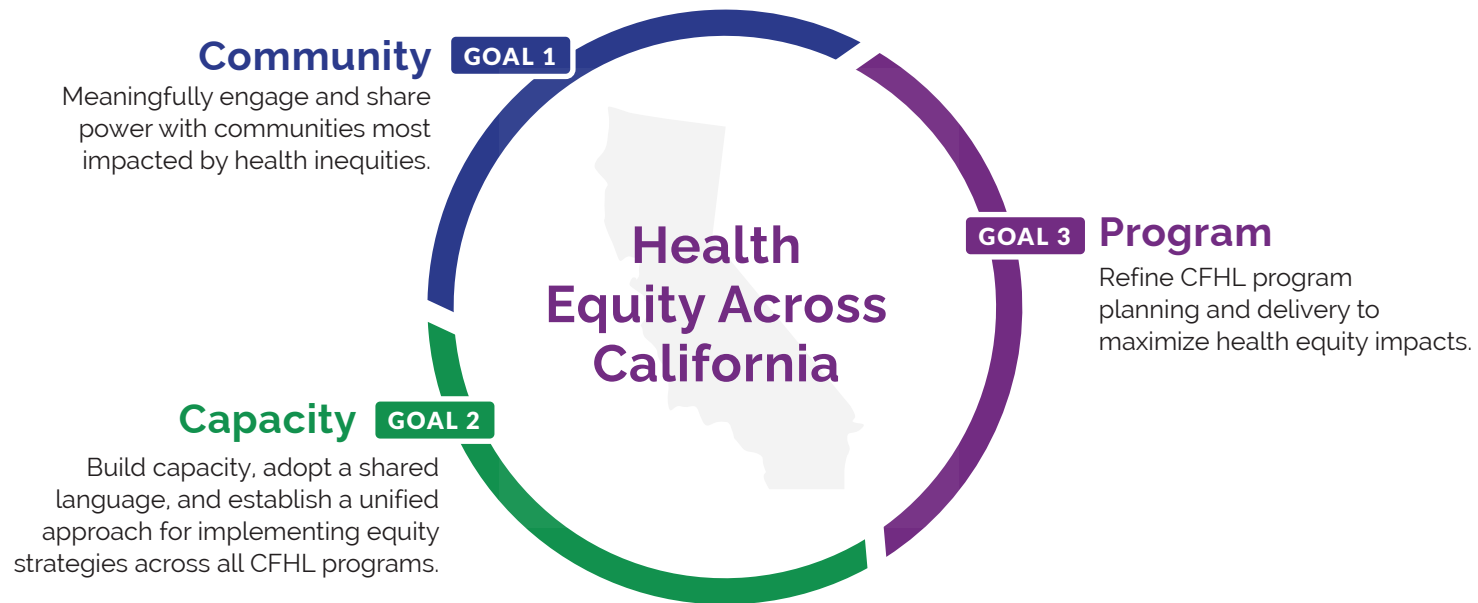 Community
GOAL 1
Meaningfully engage and share
power with communities most
impacted by health inequities.
Health
Equity Across
California
Capacity
GOAL 2
Build capacity, adopt a shared
language, and establish a unified
approach for implementing equity
strategies across all CFHL programs.
GOAL 3
Program
Refine CFHL program
planning and delivery to
maximize health equity impacts.